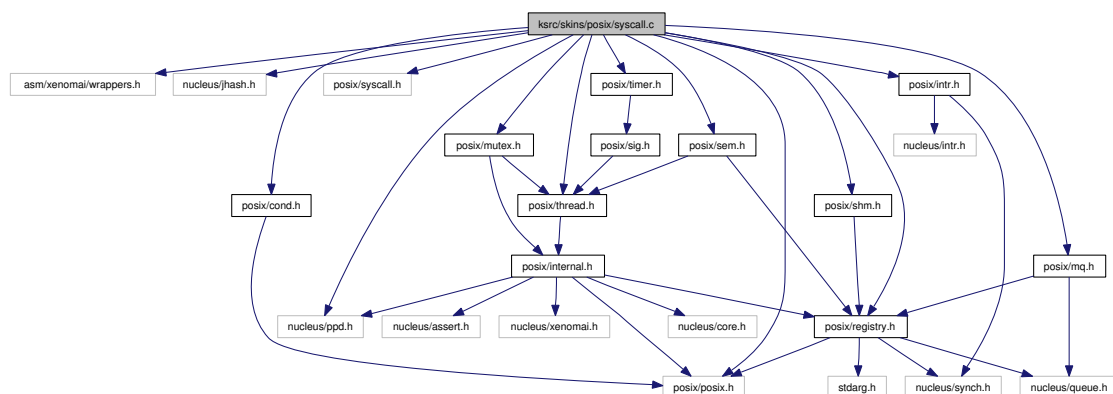 ksrc/skins/posix/syscall.c
asm/xenomai/wrappers.h
nucleus/jhash.h
posix/syscall.h
posix/timer.h
posix/intr.h
posix/mutex.h
posix/sig.h
posix/sem.h
nucleus/intr.h
posix/cond.h
posix/thread.h
posix/shm.h
posix/internal.h
posix/mq.h
nucleus/ppd.h
nucleus/assert.h
nucleus/xenomai.h
nucleus/core.h
posix/registry.h
posix/posix.h
stdarg.h
nucleus/synch.h
nucleus/queue.h